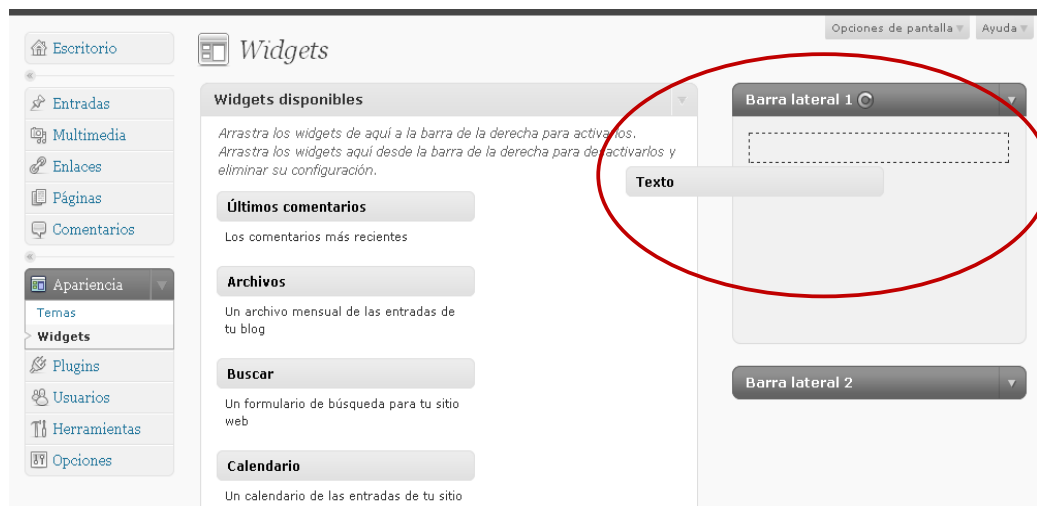 Opciones de pantalla
Ayuda
Escritorio
Entradas
Multimedia
Enlaces
Páginas
Comentarios
Apariencia
Temas
Widgets
Plugins
Usuarios
Herramientas
Opciones
Widgets
Widgets disponibles
Arrastra los widgets de aquí a la barra de la derecha para activarlos.
Arrastra los widgets aquí desde la barra de la derecha para desactivarlos y
eliminar su configuración.
Últimos comentarios
Los comentarios más recientes
Archivos
Un archivo mensual de las entradas de
tu blog
Buscar
Un formulario de búsqueda para tu sitio
web
Calendario
Un calendario de las entradas de tu sitio
Texto
Barra lateral 1
Barra lateral 2